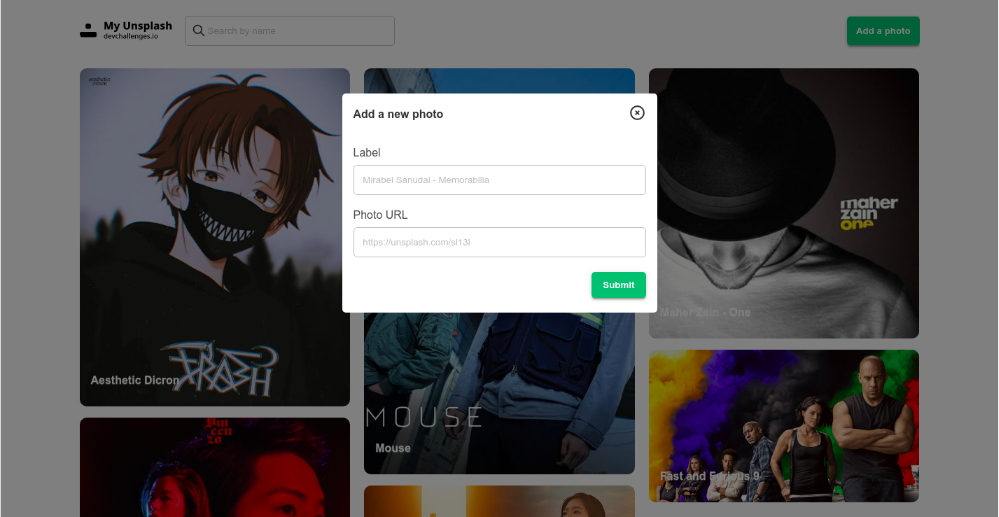 My Unsplash
devchallenges.io
Search by name
Add a photo
Add a new photo
Label
Mirabel Sanudai - Memorabilia
Photo URL
https://unsplash.com/sl13l
Submit
maher
zain
one
Maher Zain - One
Aesthetic Dicron
MOUSE
Mouse
Fast and Furious 9